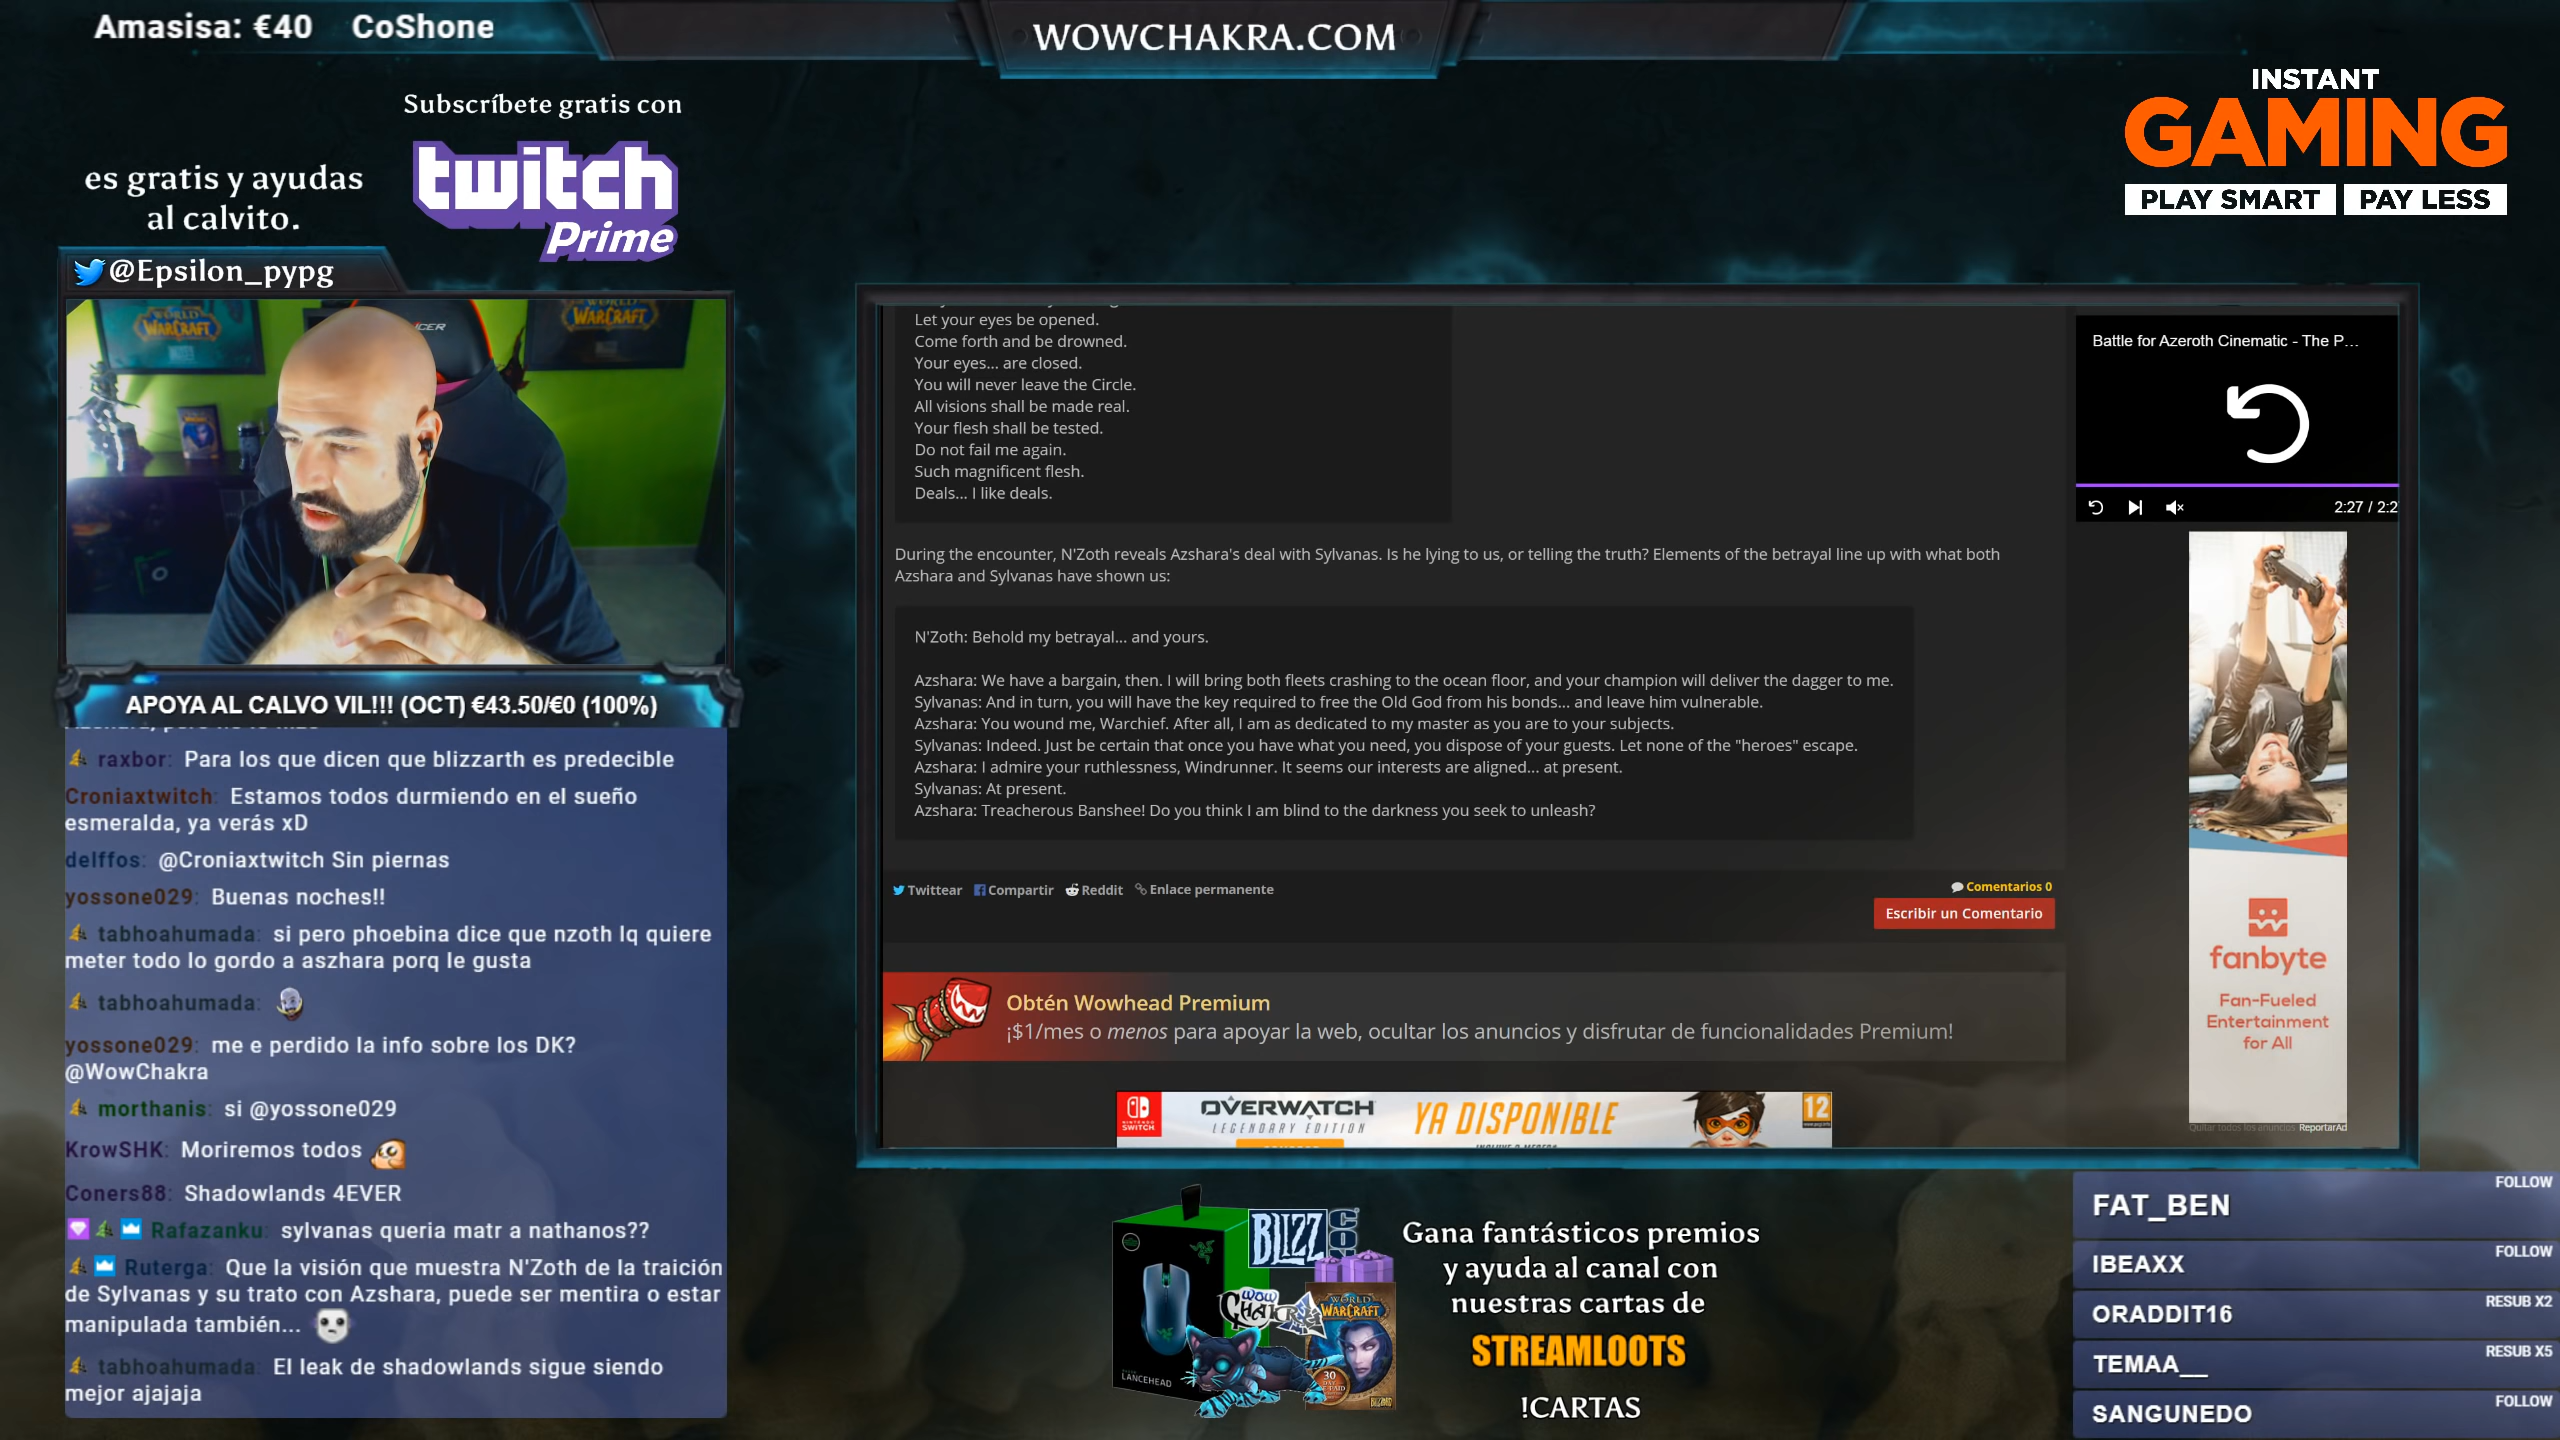 Amasisa: €40 CoShone
WOWCHAKRA.COM
Subscríbete gratis con
twitch
Prime
es gratis y ayudas
al calvito.
INSTANT
GAMING
PLAY SMART PAY LESS
@Epsilon_pypg
WORLD
WARCRAFT
WARCRAFT
APOYA AL CALVO VIL!!! (OCT) €43.50/€0 (100%)
raxbor: Para los que dicen que blizzarth es predecible
Croniaxtwitch: Estamos todos durmiendo en el sueño
esmeralda, ya verás xD
delffos: @Croniaxtwitch Sin piernas
yossone029: Buenas noches!!
tabhoahumada: si pero phoebina dice que nzoth lq quiere
meter todo lo gordo a aszhara porq le gusta
tabhoahumada:
yossone029: me e perdido la info sobre los DK?
@WowChakra
morthanis: si @yossone029
KrowSHK: Moriremos todos
Coners88: Shadowlands 4EVER
Rafazanku: sylvanas queria matr a nathanos??
Ruterga: Que la visión que muestra N'Zoth de la traición
de Sylvanas y su trato con Azshara, puede ser mentira o estar
manipulada también...
tabhoahumada: El leak de shadowlands sigue siendo
mejor ajajaja
Let your eyes be opened.
Come forth and be drowned.
Your eyes... are closed.
You will never leave the Circle.
All visions shall be made real.
Your flesh shall be tested.
Do not fail me again.
Such magnificent flesh.
Deals... I like deals.
During the encounter, N'Zoth reveals Azshara's deal with Sylvanas. Is he lying to us, or telling the truth? Elements of the betrayal line up with what both
Azshara and Sylvanas have shown us:
N'Zoth: Behold my betrayal... and yours.
Azshara: We have a bargain, then. I will bring both fleets crashing to the ocean floor, and your champion will deliver the dagger to me.
Sylvanas: And in turn, you will have the key required to free the Old God from his bonds... and leave him vulnerable.
Azshara: You wound me, Warchief. After all, I am as dedicated to my master as you are to your subjects.
Sylvanas: Indeed. Just be certain that once you have what you need, you dispose of your guests. Let none of the "heroes" escape.
Azshara: I admire your ruthlessness, Windrunner. It seems our interests are aligned... at present.
Sylvanas: At present.
Azshara: Treacherous Banshee! Do you think I am blind to the darkness you seek to unleash?
Twittear Compartir Reddit Enlace permanente
Comentarios 0
Escribir un Comentario
Obtén Wowhead Premium
¡$1/mes o menos para apoyar la web, ocultar los anuncios y disfrutar de funcionalidades Premium!
NINTENDO
SWITCH
OVERWATCH
LEGENDARY EDITION
YA DISPONIBLE
12
Battle for Azeroth Cinematic - The P...
2:27 / 2:2
fanbyte
Fan-Fueled
Entertainment
for All
Quitar todos los anuncios ReportarAd
BLIZZ
CON
WOW
CHAKRA
WORLD
WARCRAFT
30
LANCEHEAD
Gana fantásticos premios
y ayuda al canal con
nuestras cartas de
STREAMLOOTS
!CARTAS
FOLLOW
FAT_BEN
FOLLOW
IBEAXX
RESUB X2
ORADDIT16
RESUB X5
TEMAA__
FOLLOW
SANGUNEDO